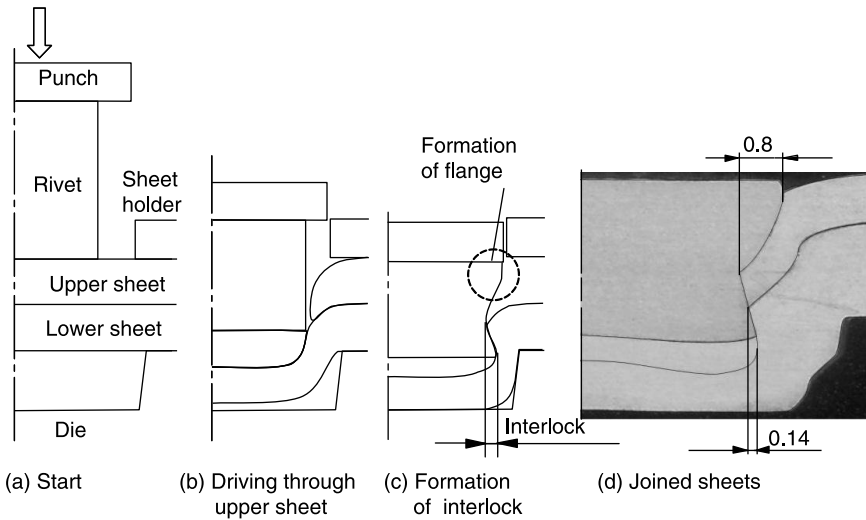 Punch
Rivet
Sheet
holder
Upper sheet
Lower sheet
Die
Formation
of flange
Interlock
0.8
0.14
(a) Start
(b) Driving through
upper sheet
(c) Formation
of interlock
(d) Joined sheets